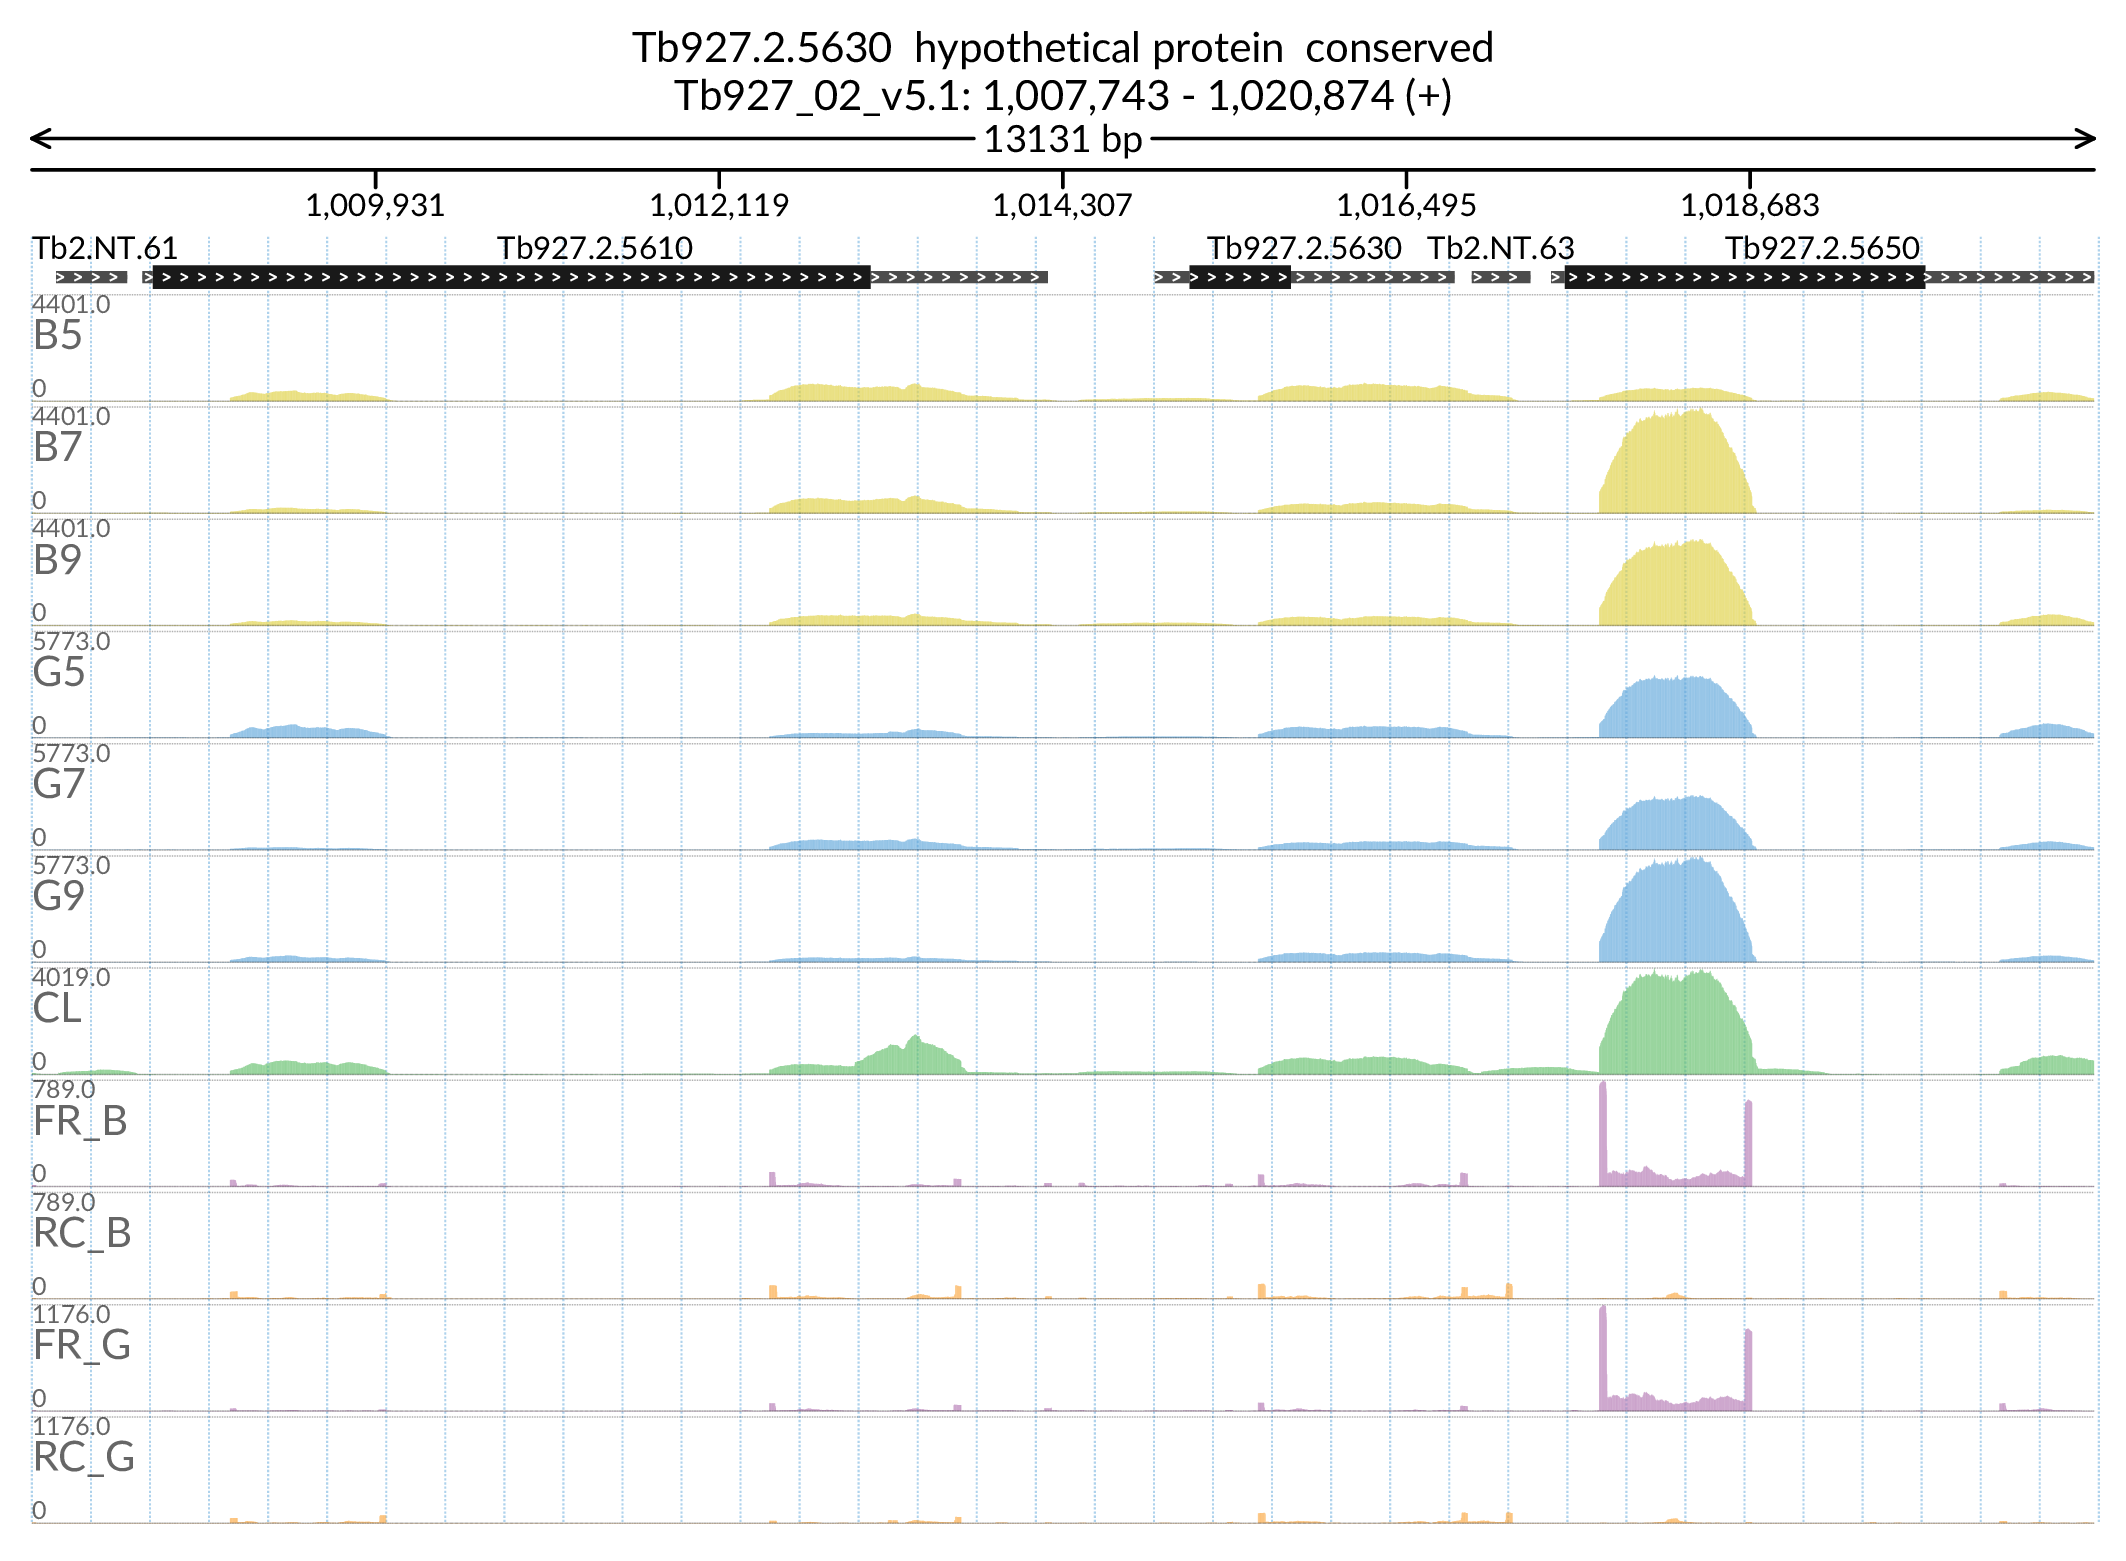 Tb927.2.5630  hypothetical protein  conserved
Tb927_02_v5.1: 1,007,743 - 1,020,874 (+)
13131 bp
1,009,931 1,012,119 1,014,307 1,016,495 1,018,683
Tb2.NT.61 Tb927.2.5610 Tb927.2.5630 Tb2.NT.63 Tb927.2.5650
4401.0
B5
0
4401.0
B7
0
4401.0
B9
0
5773.0
G5
0
5773.0
G7
0
5773.0
G9
0
4019.0
CL
0
789.0
FR_B
0
789.0
RC_B
0
1176.0
FR_G
0
1176.0
RC_G
0